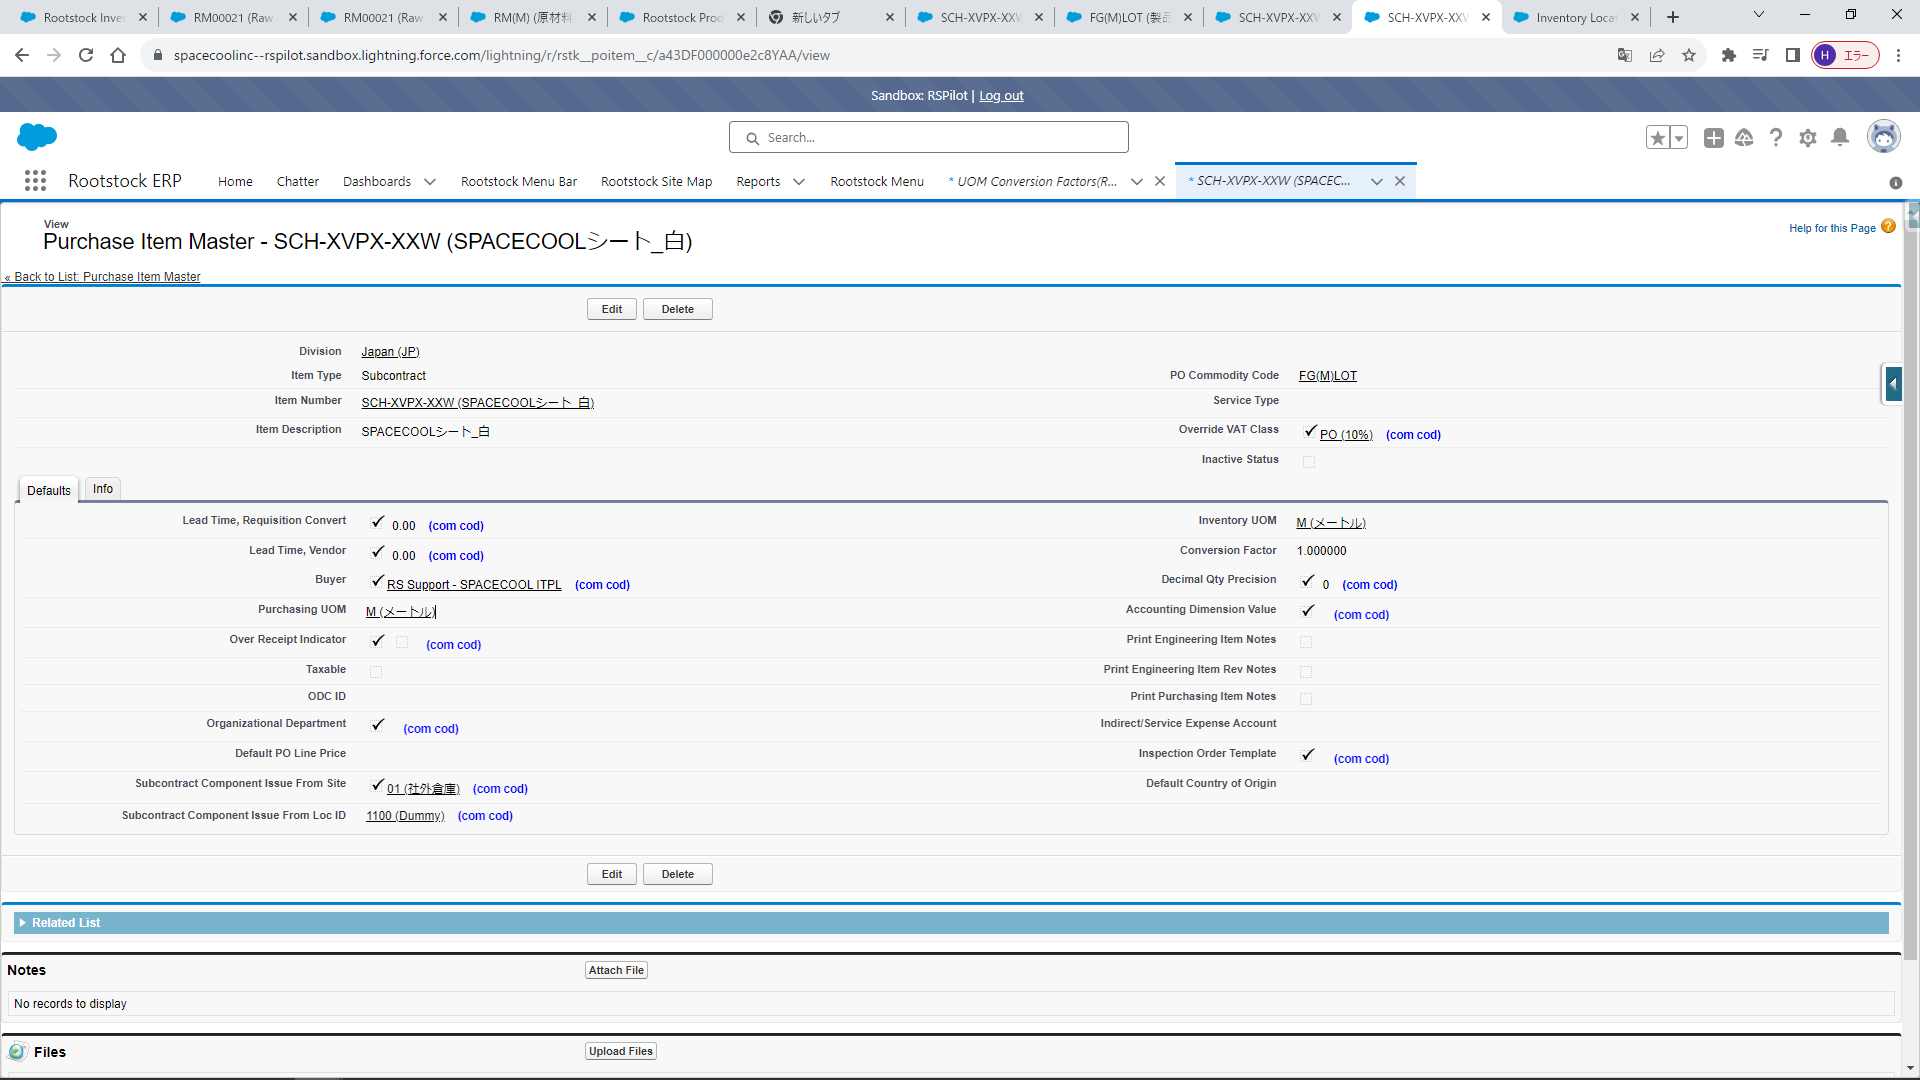 Rootstock Inve
RM00021 (Raw
RM00021 (Raw
RM(M) (原材料
Rootstock Prod
新しいタブ
SCH-XVPX-XXW
FG(M)LOT (製品
SCH-XVPX-XXW
SCH-XVPX-XXW
Inventory Locat
spacecoolinc--rspilot.sandbox.lightning.force.com/lightning/r/rstk__poitem__c/a43DF000000e2c8YAA/view
H エラー
Sandbox: RSPilot | Log out
Search...
Rootstock ERP
Home
Chatter
Dashboards
Rootstock Menu Bar
Rootstock Site Map
Reports
Rootstock Menu
* UOM Conversion Factors(R...
* SCH-XVPX-XXW (SPACEC...
View
Purchase Item Master - SCH-XVPX-XXW (SPACECOOLシート_白)
Help for this Page
« Back to List: Purchase Item Master
Edit Delete
Division Japan (JP)
Item Type Subcontract
PO Commodity Code FG(M)LOT
Item Number SCH-XVPX-XXW (SPACECOOLシート_白)
Service Type
Item Description SPACECOOLシート_白
Override VAT Class PO (10%) (com cod)
Inactive Status
Defaults Info
Lead Time, Requisition Convert 0.00 (com cod)
Inventory UOM M (メートル)
Lead Time, Vendor 0.00 (com cod)
Conversion Factor 1.000000
Buyer RS Support - SPACECOOL ITPL (com cod)
Decimal Qty Precision 0 (com cod)
Purchasing UOM M (メートル)
Accounting Dimension Value (com cod)
Over Receipt Indicator (com cod)
Print Engineering Item Notes
Taxable
Print Engineering Item Rev Notes
ODC ID
Print Purchasing Item Notes
Organizational Department (com cod)
Indirect/Service Expense Account
Default PO Line Price
Inspection Order Template (com cod)
Subcontract Component Issue From Site 01 (社外倉庫) (com cod)
Default Country of Origin
Subcontract Component Issue From Loc ID 1100 (Dummy) (com cod)
Edit Delete
Related List
Notes
Attach File
No records to display
Files
Upload Files